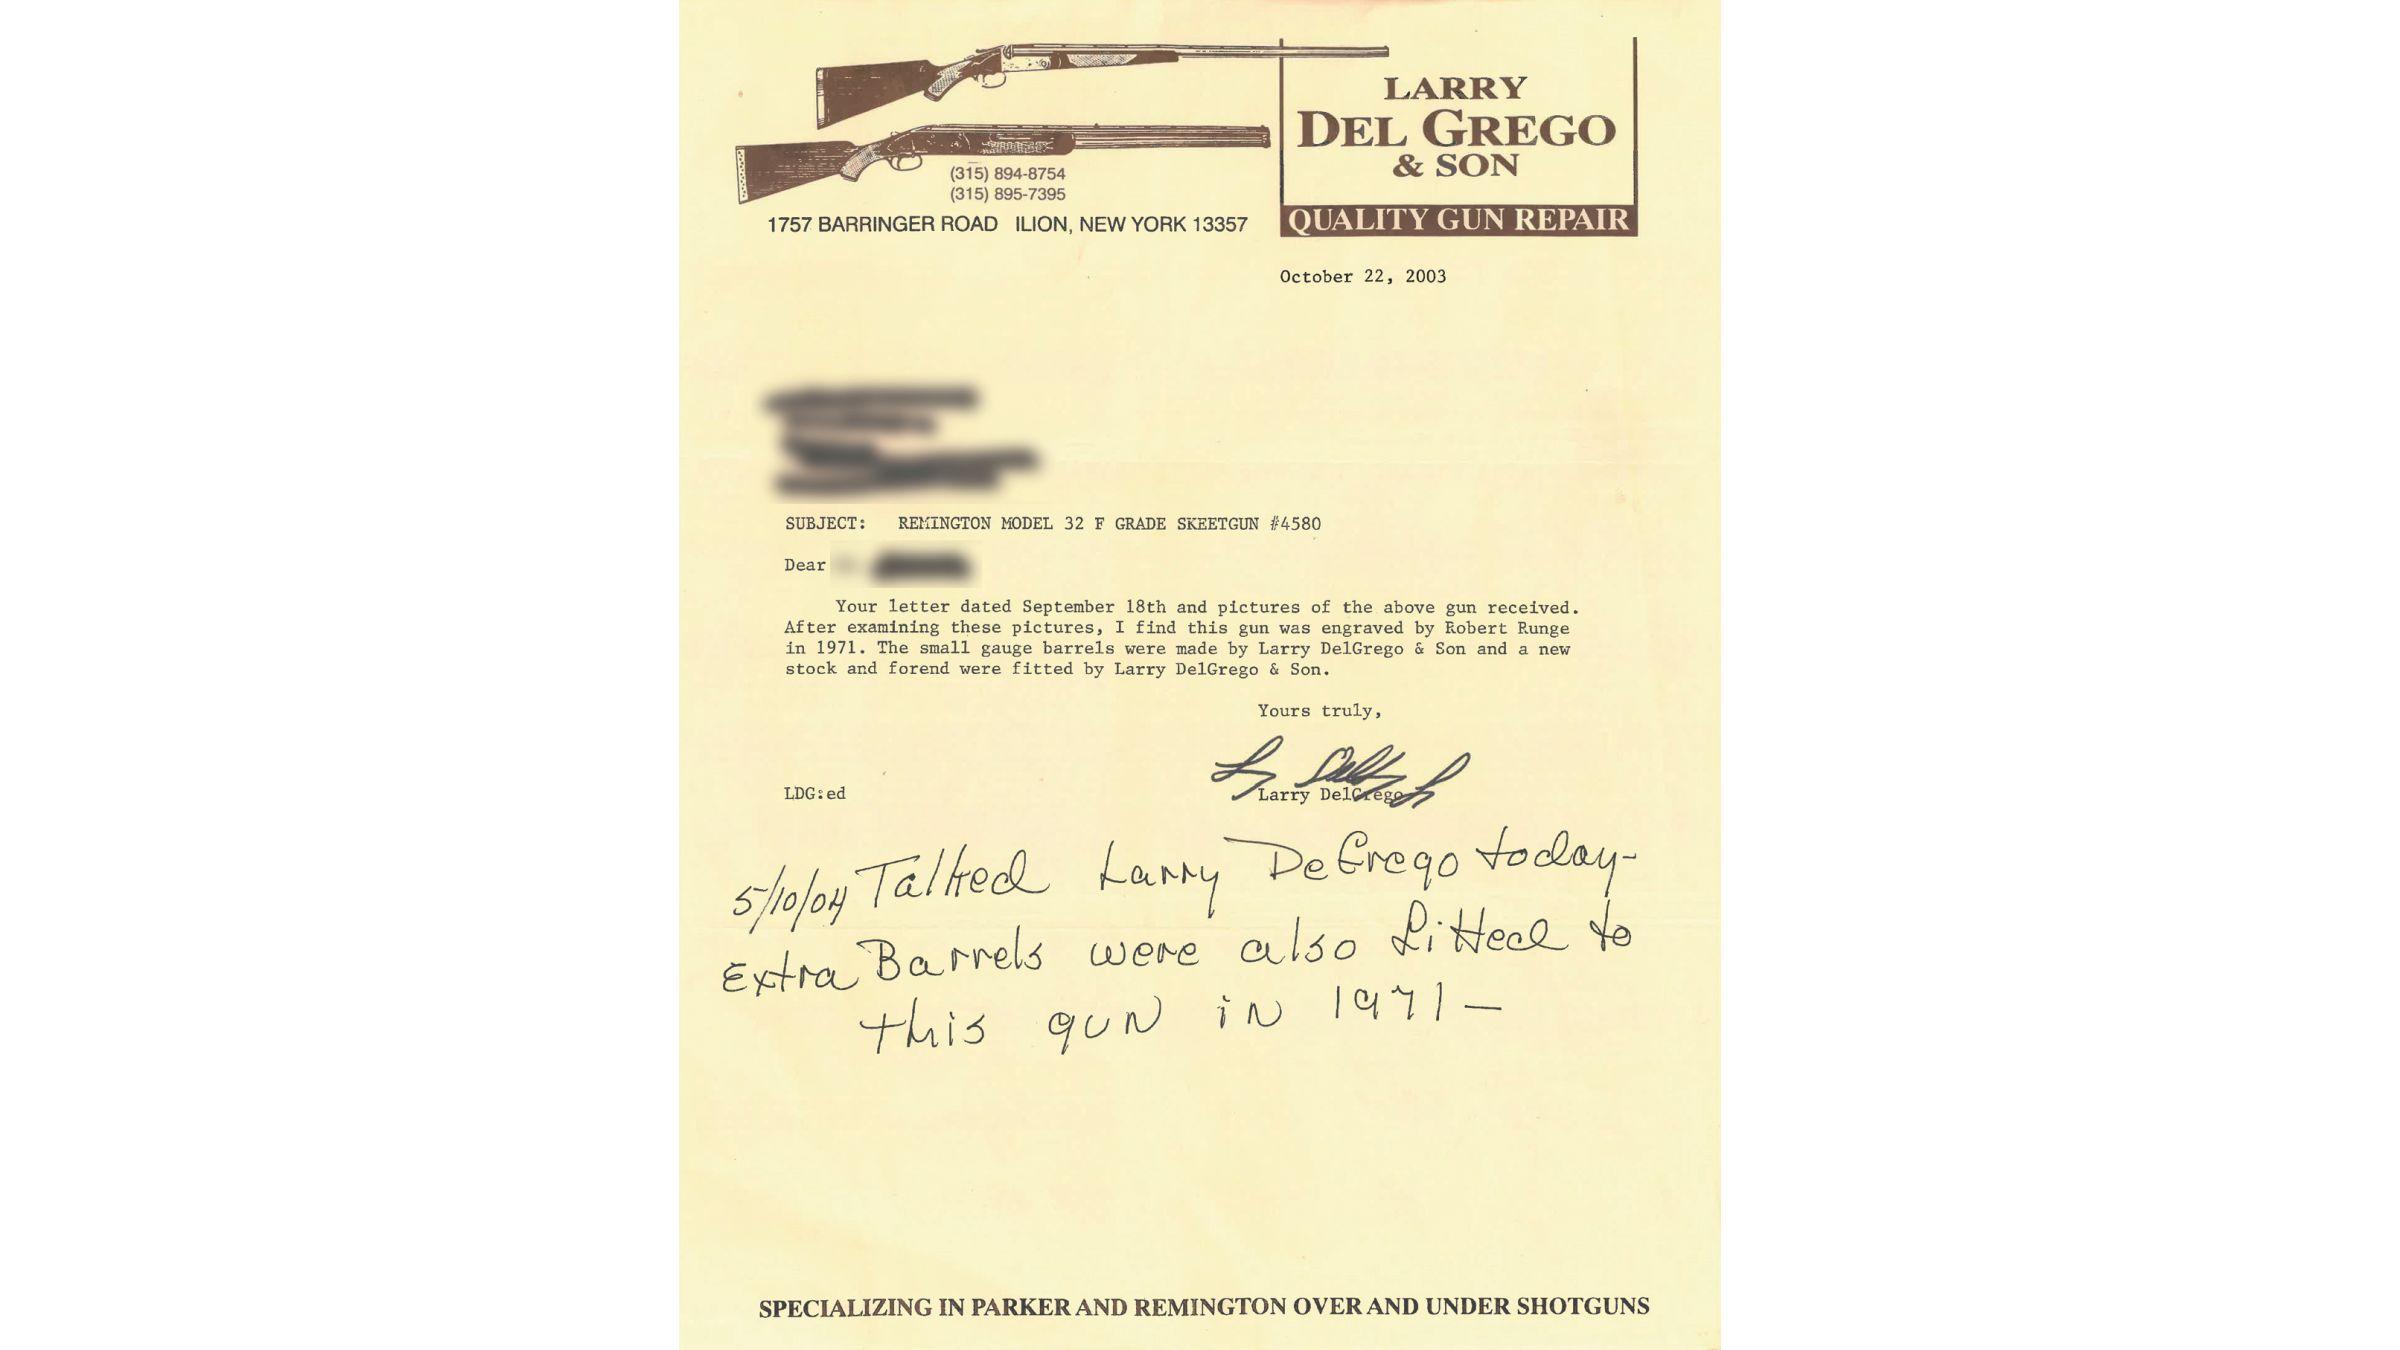 LARRY
DEL GREGO
& SON
(315) 894-8754
(315) 895-7395
1757 BARRINGER ROAD ILION, NEW YORK 13357
QUALITY GUN REPAIR
October 22, 2003
SUBJECT: REMINGTON MODEL 32 F GRADE SKEETGUN #4580
Dear
Your letter dated September 18th and pictures of the above gun received.
After examining these pictures, I find this gun was engraved by Robert Runge
in 1971. The small gauge barrels were made by Larry DelGrego & Son and a new
stock and forend were fitted by Larry DelGrego & Son.
Yours truly,
LDG:ed
Larry DelGrego
5/10/04 Talked Larry DeGrego today-
Extra Barrels were also fitted to
this gun in 1971-
SPECIALIZING IN PARKER AND REMINGTON OVER AND UNDER SHOTGUNS